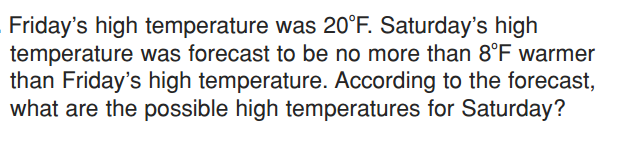 Friday's high temperature was 20°F. Saturday's high
temperature was forecast to be no more than 8°F warmer
than Friday's high temperature. According to the forecast,
what are the possible high temperatures for Saturday?